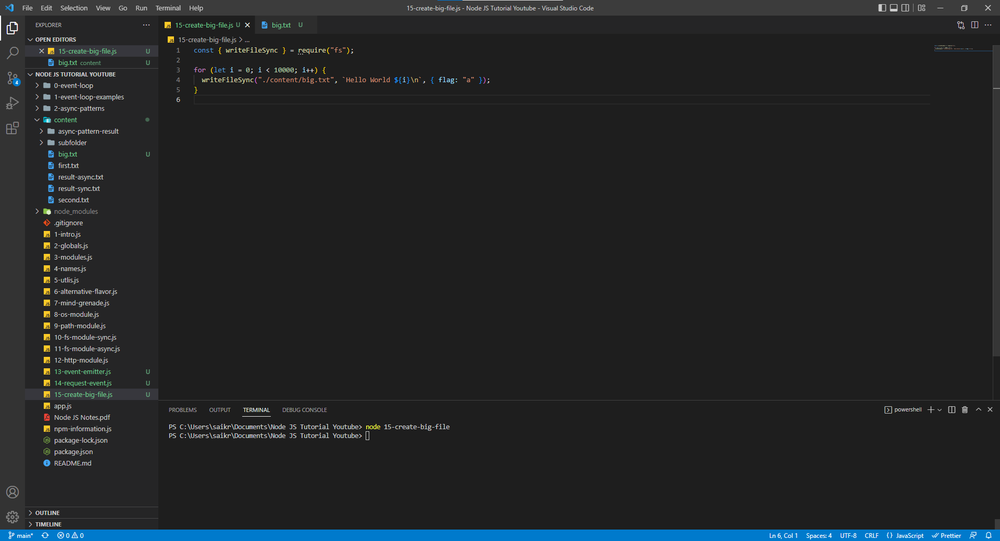 File Edit Selection View Go Run Terminal Help
15-create-big-file.js - Node JS Tutorial Youtube - Visual Studio Code
EXPLORER
OPEN EDITORS
15-create-big-file.js U
big.txt content U
NODE JS TUTORIAL YOUTUBE
0-event-loop
1-event-loop-examples
2-async-patterns
content
async-pattern-result
subfolder
big.txt U
first.txt
result-async.txt
result-sync.txt
second.txt
node_modules
.gitignore
1-intro.js
2-globals.js
3-modules.js
4-names.js
5-utlis.js
6-alternative-flavor.js
7-mind-grenade.js
8-os-module.js
9-path-module.js
10-fs-module-sync.js
11-fs-module-async.js
12-http-module.js
13-event-emitter.js U
14-request-event.js U
15-create-big-file.js U
app.js
Node JS Notes.pdf
npm-information.js
package-lock.json
package.json
README.md
OUTLINE
TIMELINE
4
15-create-big-file.js U
big.txt U
15-create-big-file.js > ...
1 const { writeFileSync } = require("fs");
2
3 for (let i = 0; i < 10000; i++) {
4 writeFileSync("./content/big.txt", `Hello World ${i}\n`, { flag: "a" });
5 }
6
PROBLEMS OUTPUT TERMINAL DEBUG CONSOLE
powershell
PS C:\Users\saikr\Documents\Node JS Tutorial Youtube> node 15-create-big-file
PS C:\Users\saikr\Documents\Node JS Tutorial Youtube>
main* 0 0
Ln 6, Col 1 Spaces: 4 UTF-8 CRLF {} JavaScript Prettier